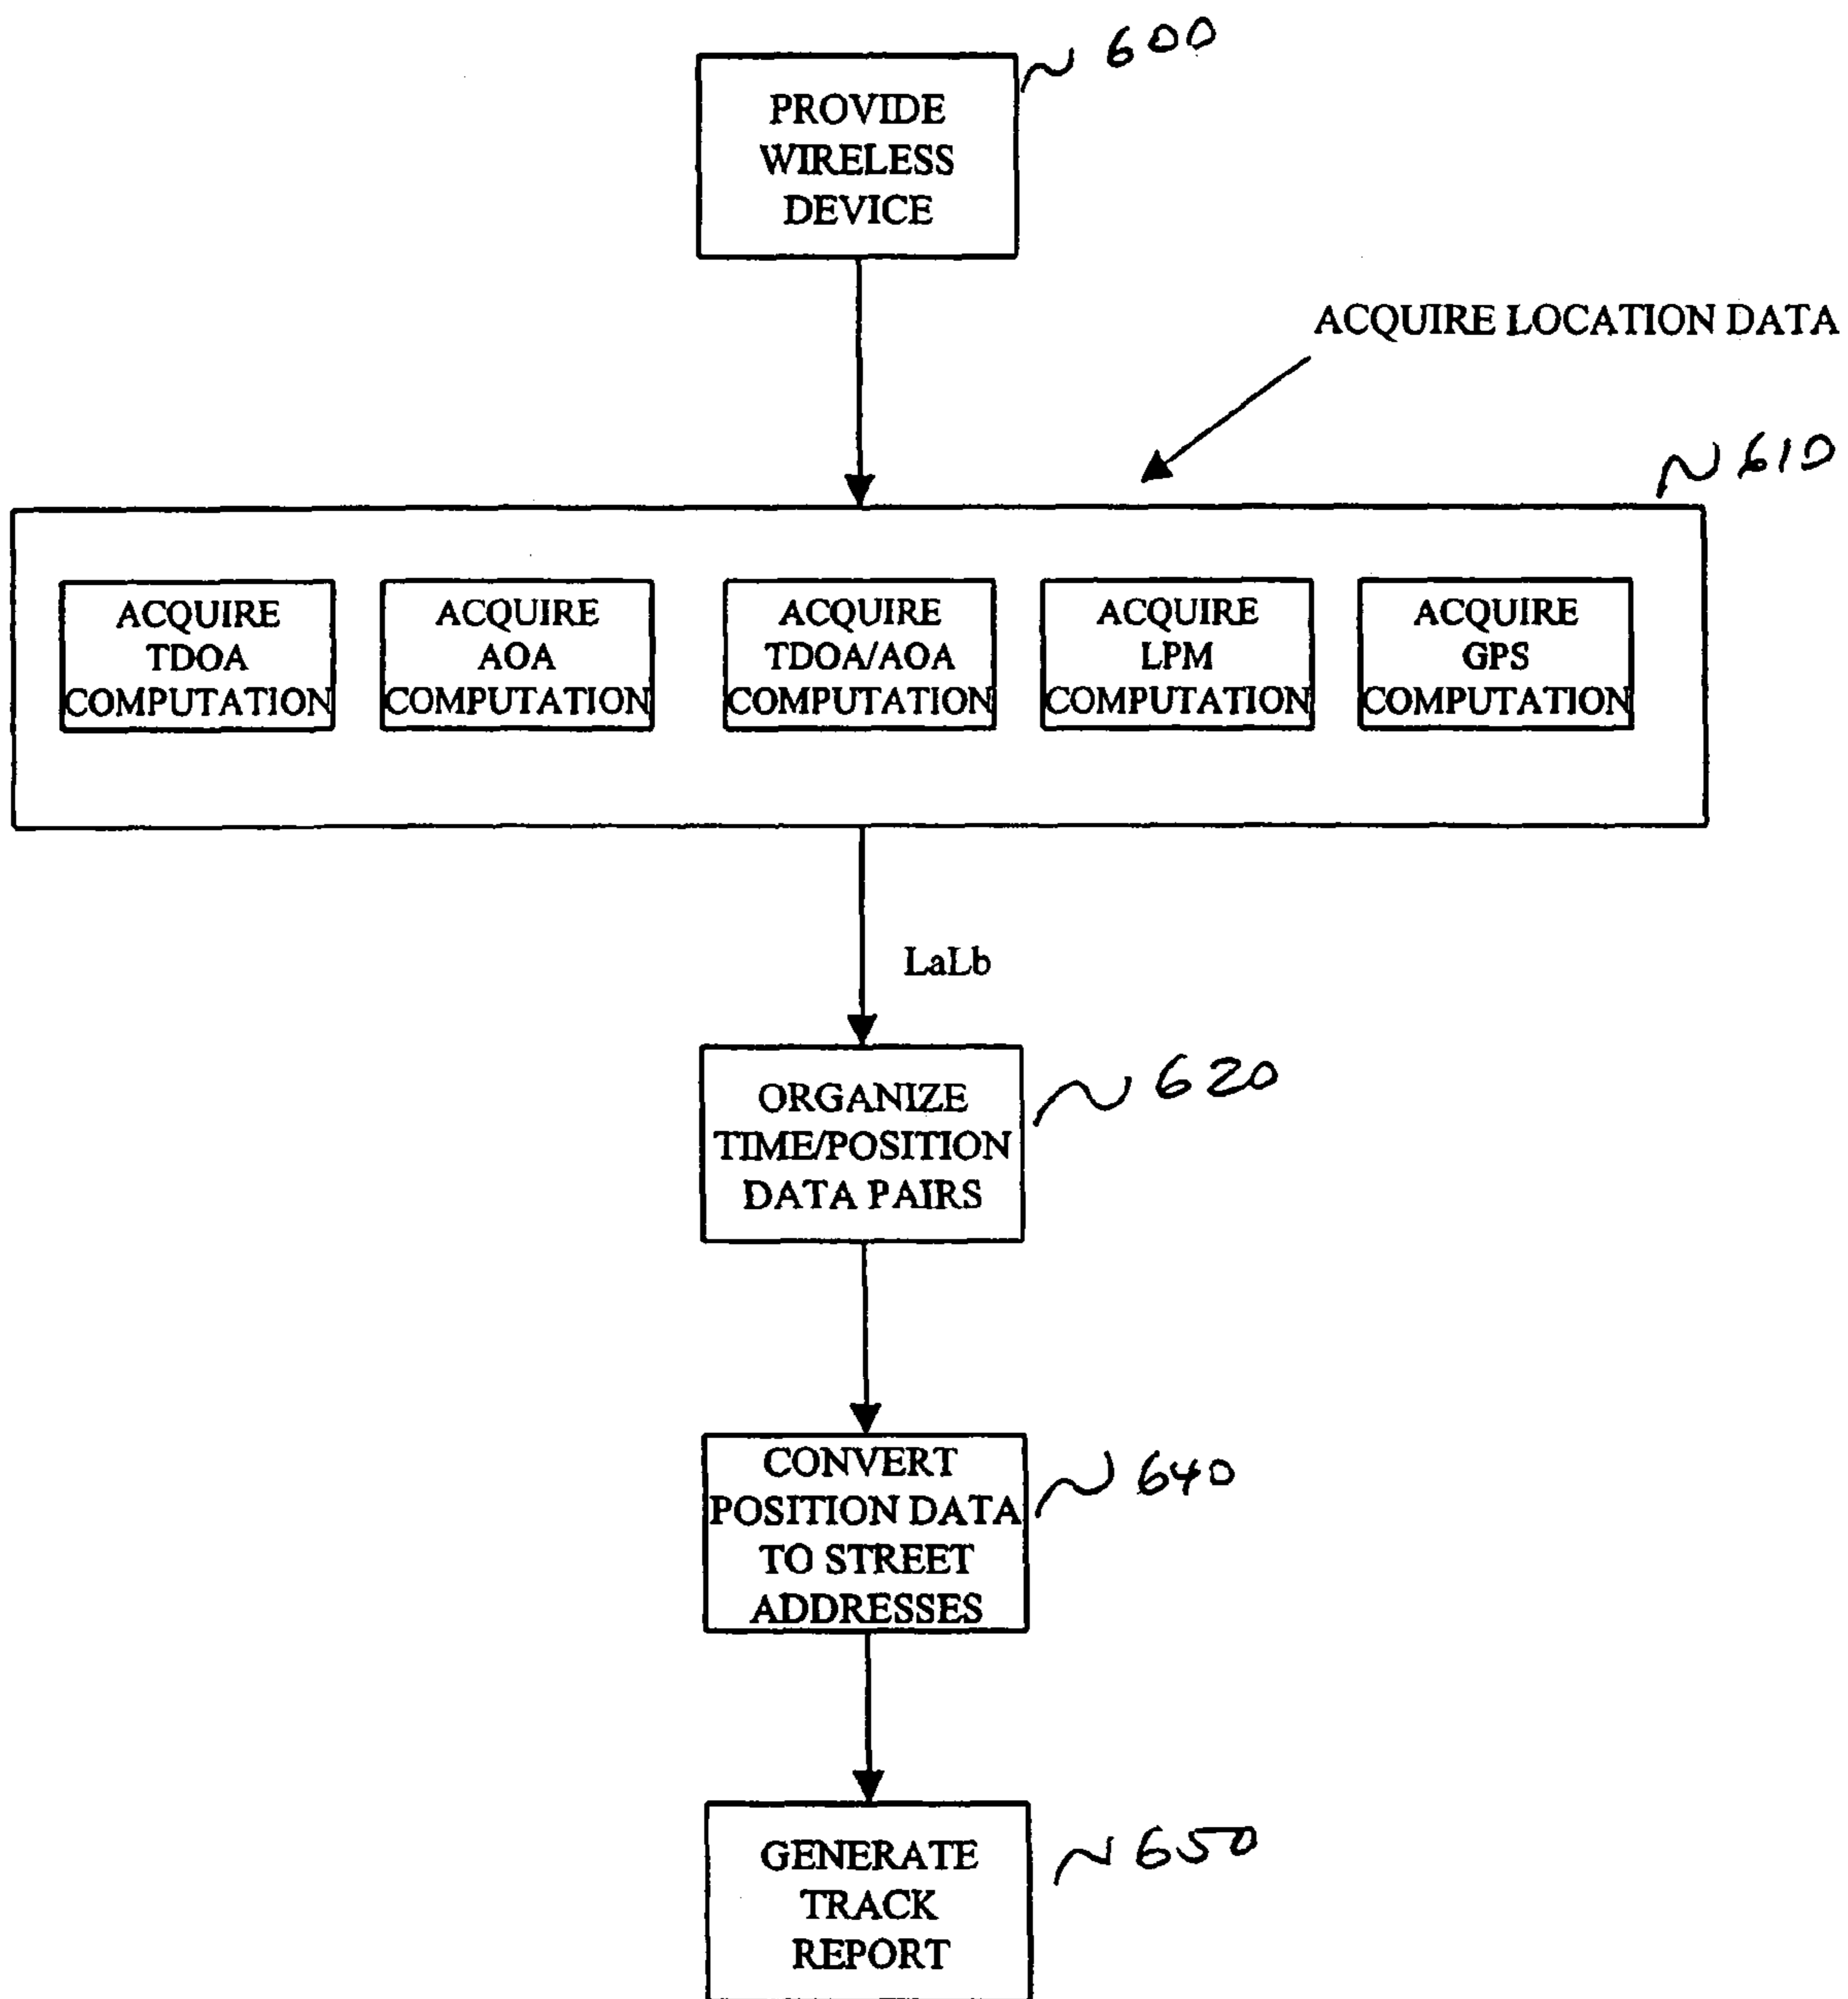 600
PROVIDE
WIRELESS
DEVICE
ACQUIRE LOCATION DATA
610
ACQUIRE
TDOA
COMPUTATION
ACQUIRE
AOA
COMPUTATION
ACQUIRE
TDOA/AOA
COMPUTATION
ACQUIRE
LPM
COMPUTATION
ACQUIRE
GPS
COMPUTATION
LaLb
ORGANIZE
TIME/POSITION
DATA PAIRS
620
CONVERT
POSITION DATA
TO STREET
ADDRESSES
640
GENERATE
TRACK
REPORT
650